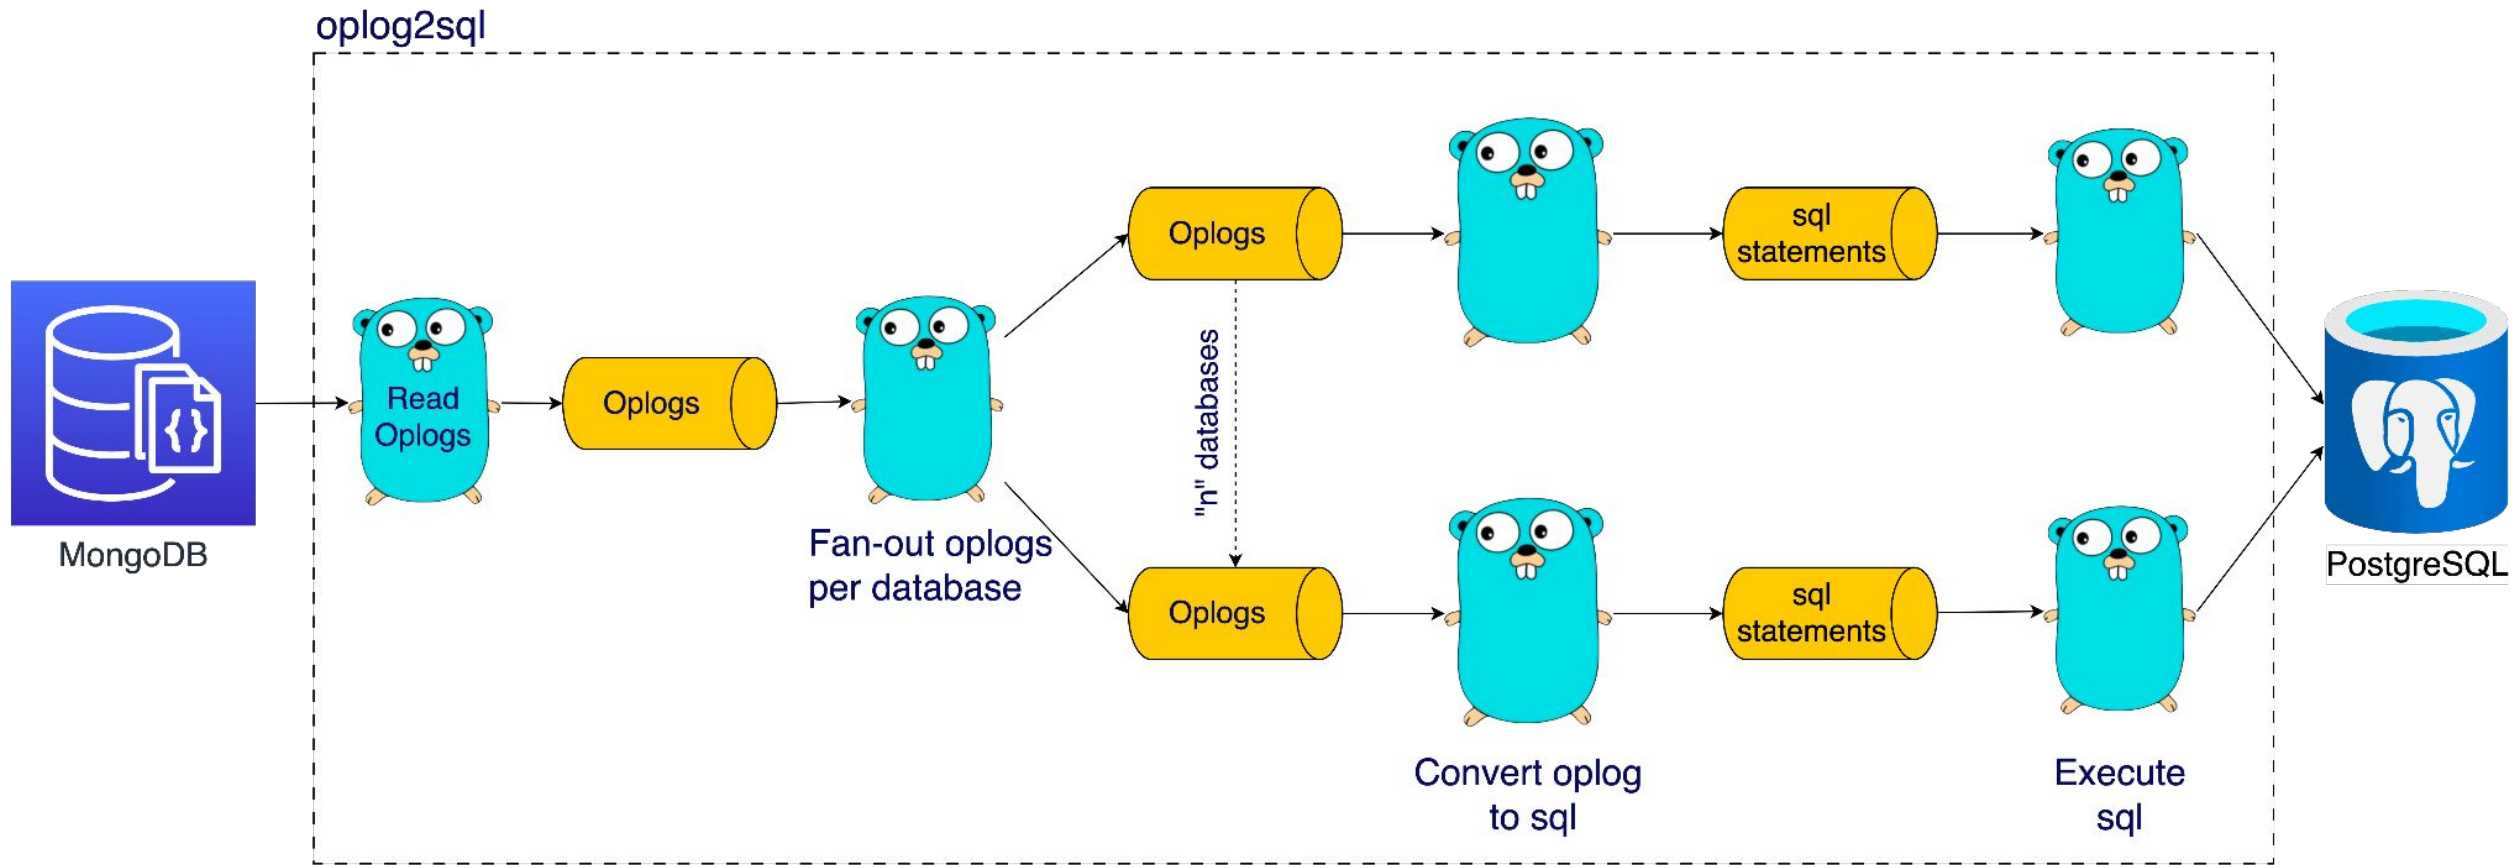 oplog2sql
MongoDB
Read
Oplogs
Oplogs
Fan-out oplogs
per database
Oplogs
"n" databases
Oplogs
sql
statements
sql
statements
Convert oplog
to sql
Execute
sql
PostgreSQL